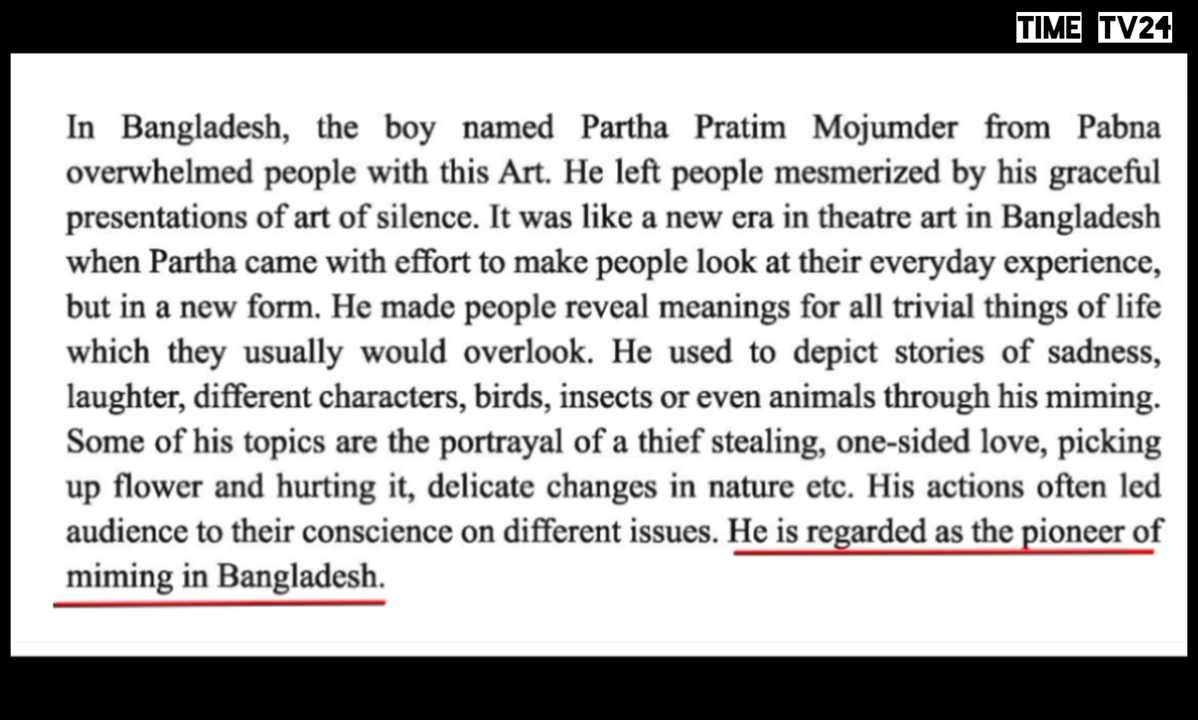 TIME TV24
In Bangladesh, the boy named Partha Pratim Mojumder from Pabna
overwhelmed people with this Art. He left people mesmerized by his graceful
presentations of art of silence. It was like a new era in theatre art in Bangladesh
when Partha came with effort to make people look at their everyday experience,
but in a new form. He made people reveal meanings for all trivial things of life
which they usually would overlook. He used to depict stories of sadness,
laughter, different characters, birds, insects or even animals through his miming.
Some of his topics are the portrayal of a thief stealing, one-sided love, picking
up flower and hurting it, delicate changes in nature etc. His actions often led
audience to their conscience on different issues. He is regarded as the pioneer of
miming in Bangladesh.